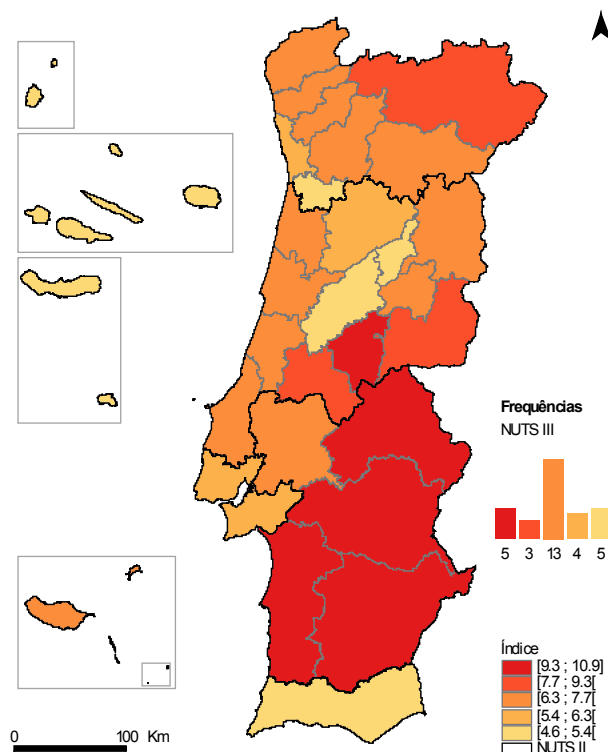 Frequências
NUTS III
5 3 13 4 5
Índice
[9.3 ; 10.9]
[7.7 ; 9.3[
[6.3 ; 7.7[
[5.4 ; 6.3[
[4.6 ; 5.4[
NUTS II
0 100 Km